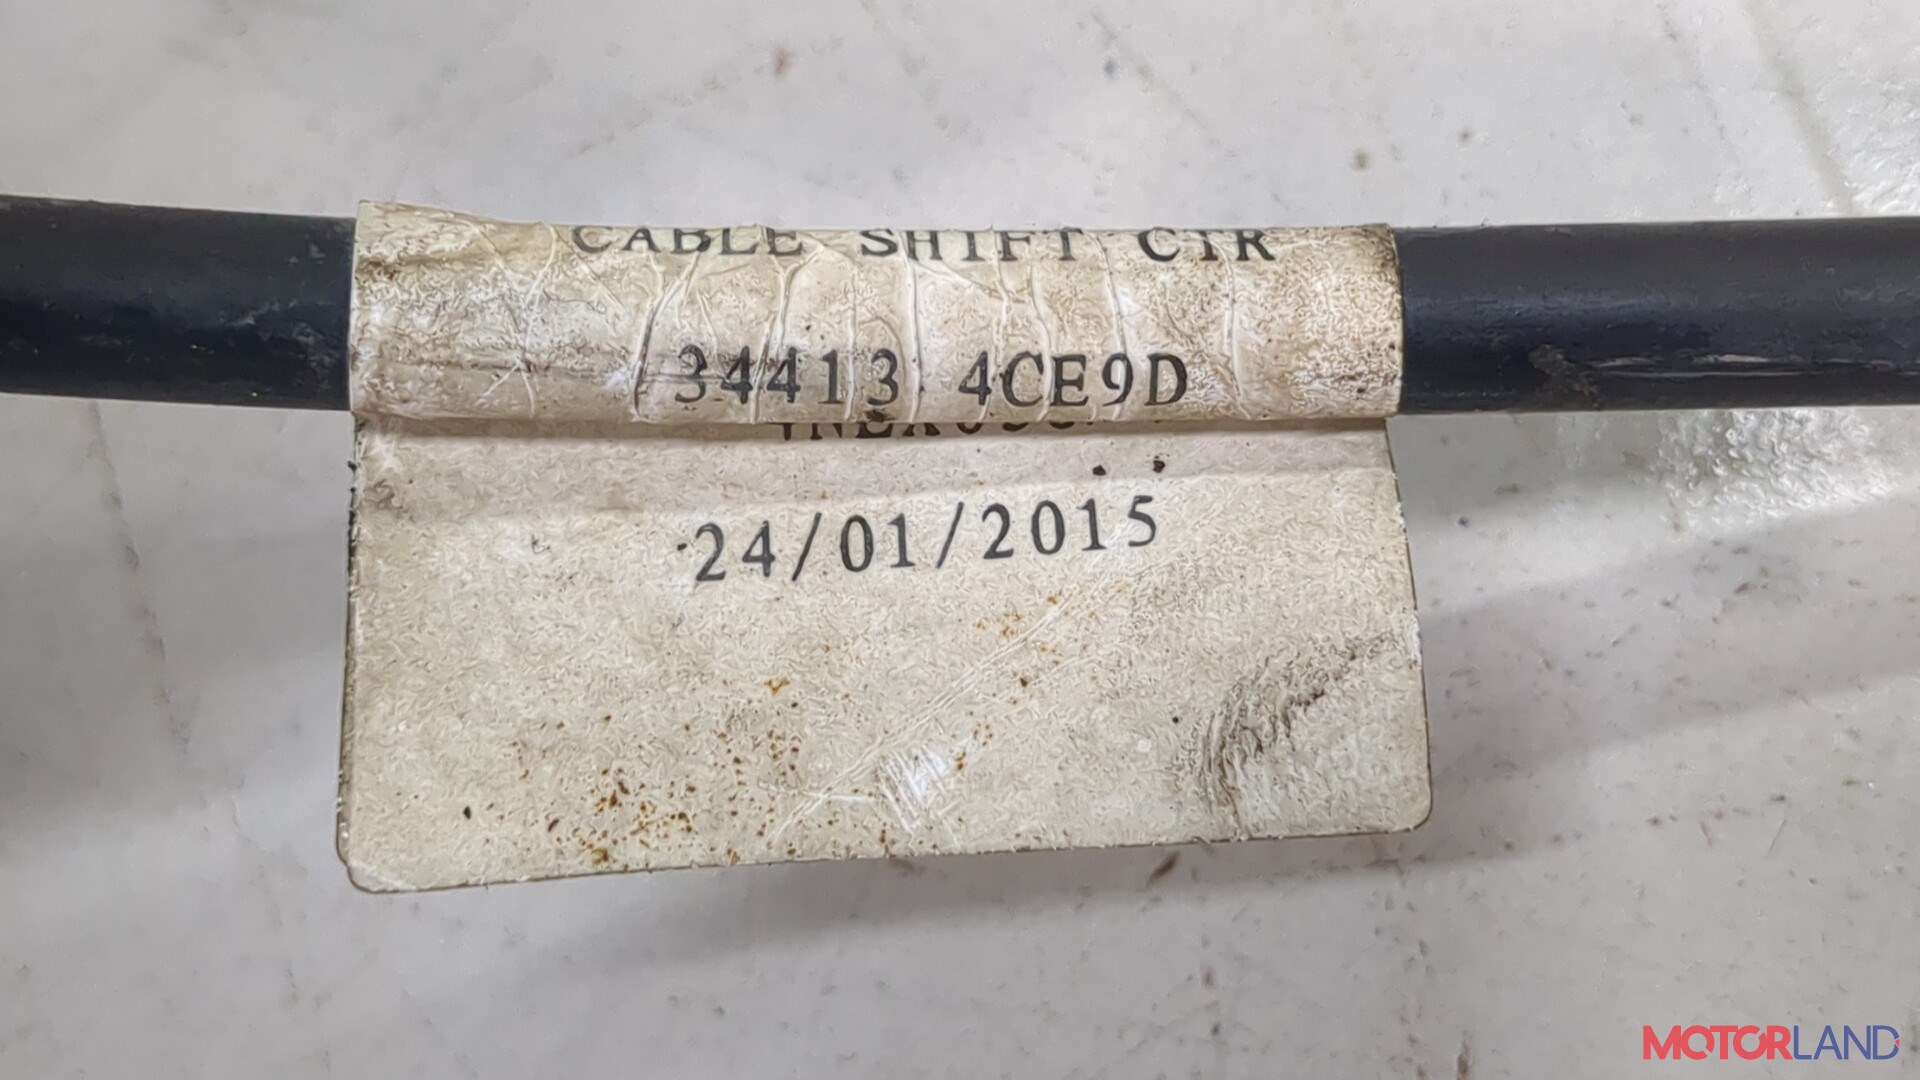 CABLE SHIFT CTR
34413 4CE9D
24/01/2015
MOTORLAND